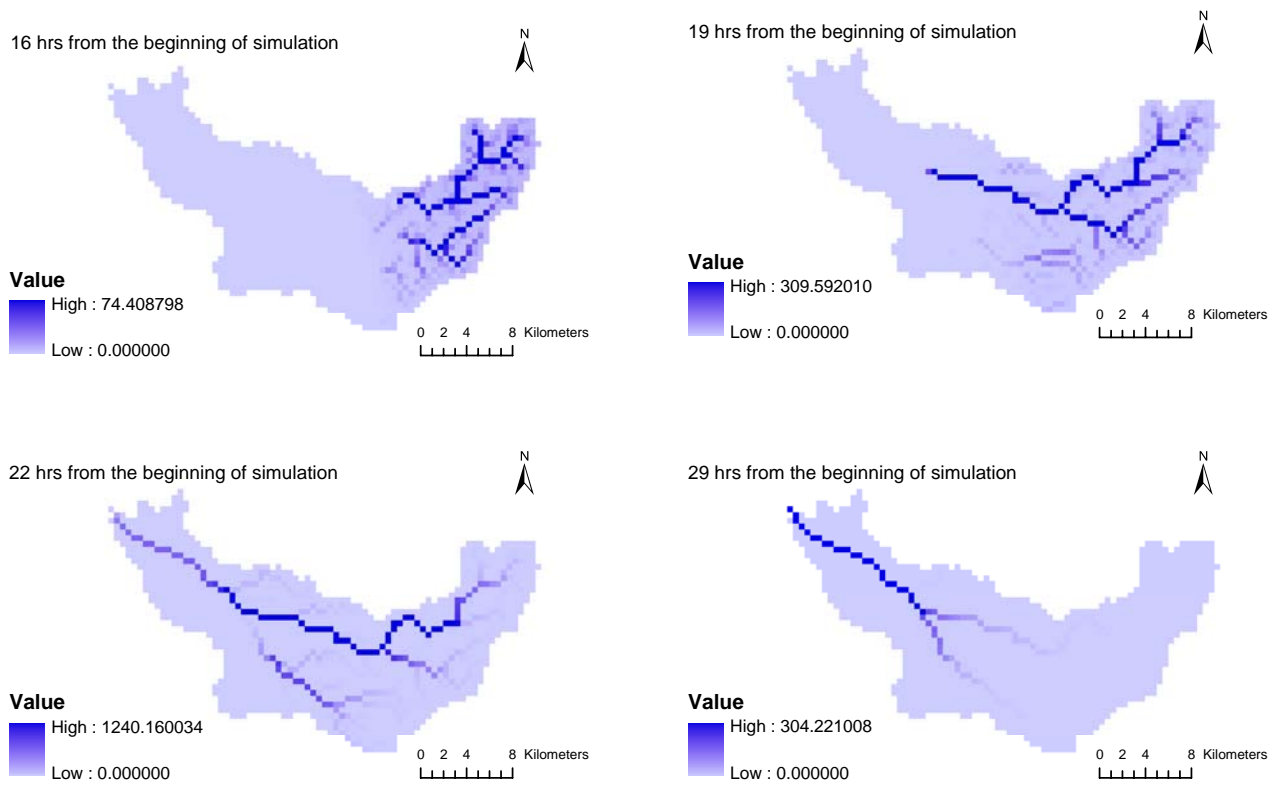 16 hrs from the beginning of simulation
N
Value
High : 74.408798
Low : 0.000000
0 2 4 8 Kilometers
19 hrs from the beginning of simulation
N
Value
High : 309.592010
Low : 0.000000
0 2 4 8 Kilometers
22 hrs from the beginning of simulation
N
Value
High : 1240.160034
Low : 0.000000
0 2 4 8 Kilometers
29 hrs from the beginning of simulation
N
Value
High : 304.221008
Low : 0.000000
0 2 4 8 Kilometers